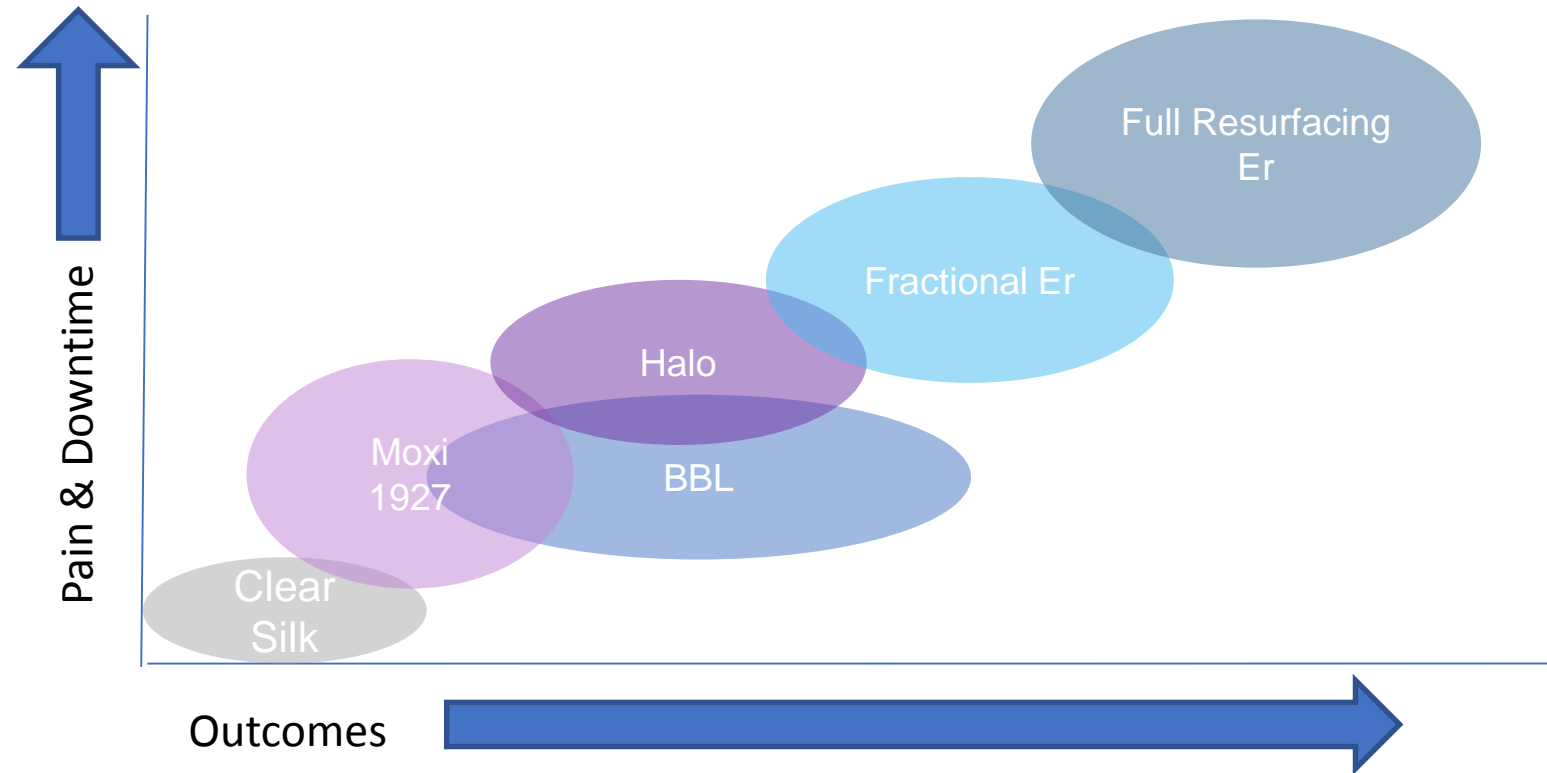 Full Resurfacing
Er
Fractional Er
Halo
Moxi
1927
BBL
Clear
Silk
Pain & Downtime
Outcomes